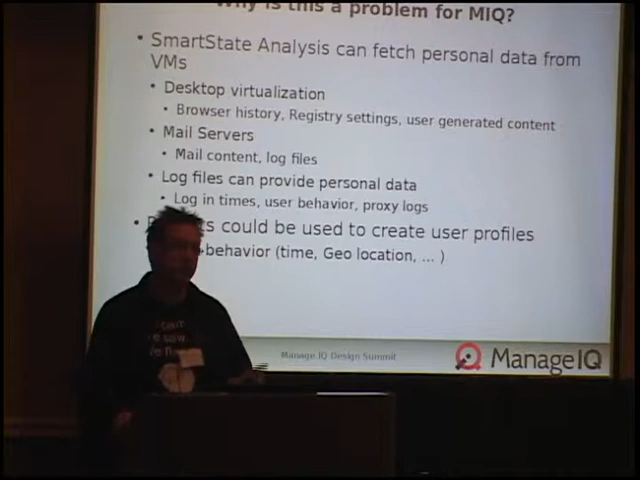 Why is this a problem for MIQ?
• SmartState Analysis can fetch personal data from
VMs
• Desktop virtualization
• Browser history, Registry settings, user generated content
• Mail Servers
• Mail content, log files
• Log files can provide personal data
• Log in times, user behavior, proxy logs
• could be used to create user profiles
behavior (time, Geo location, ... )
Manage IQ Design Summit
ManageIQ